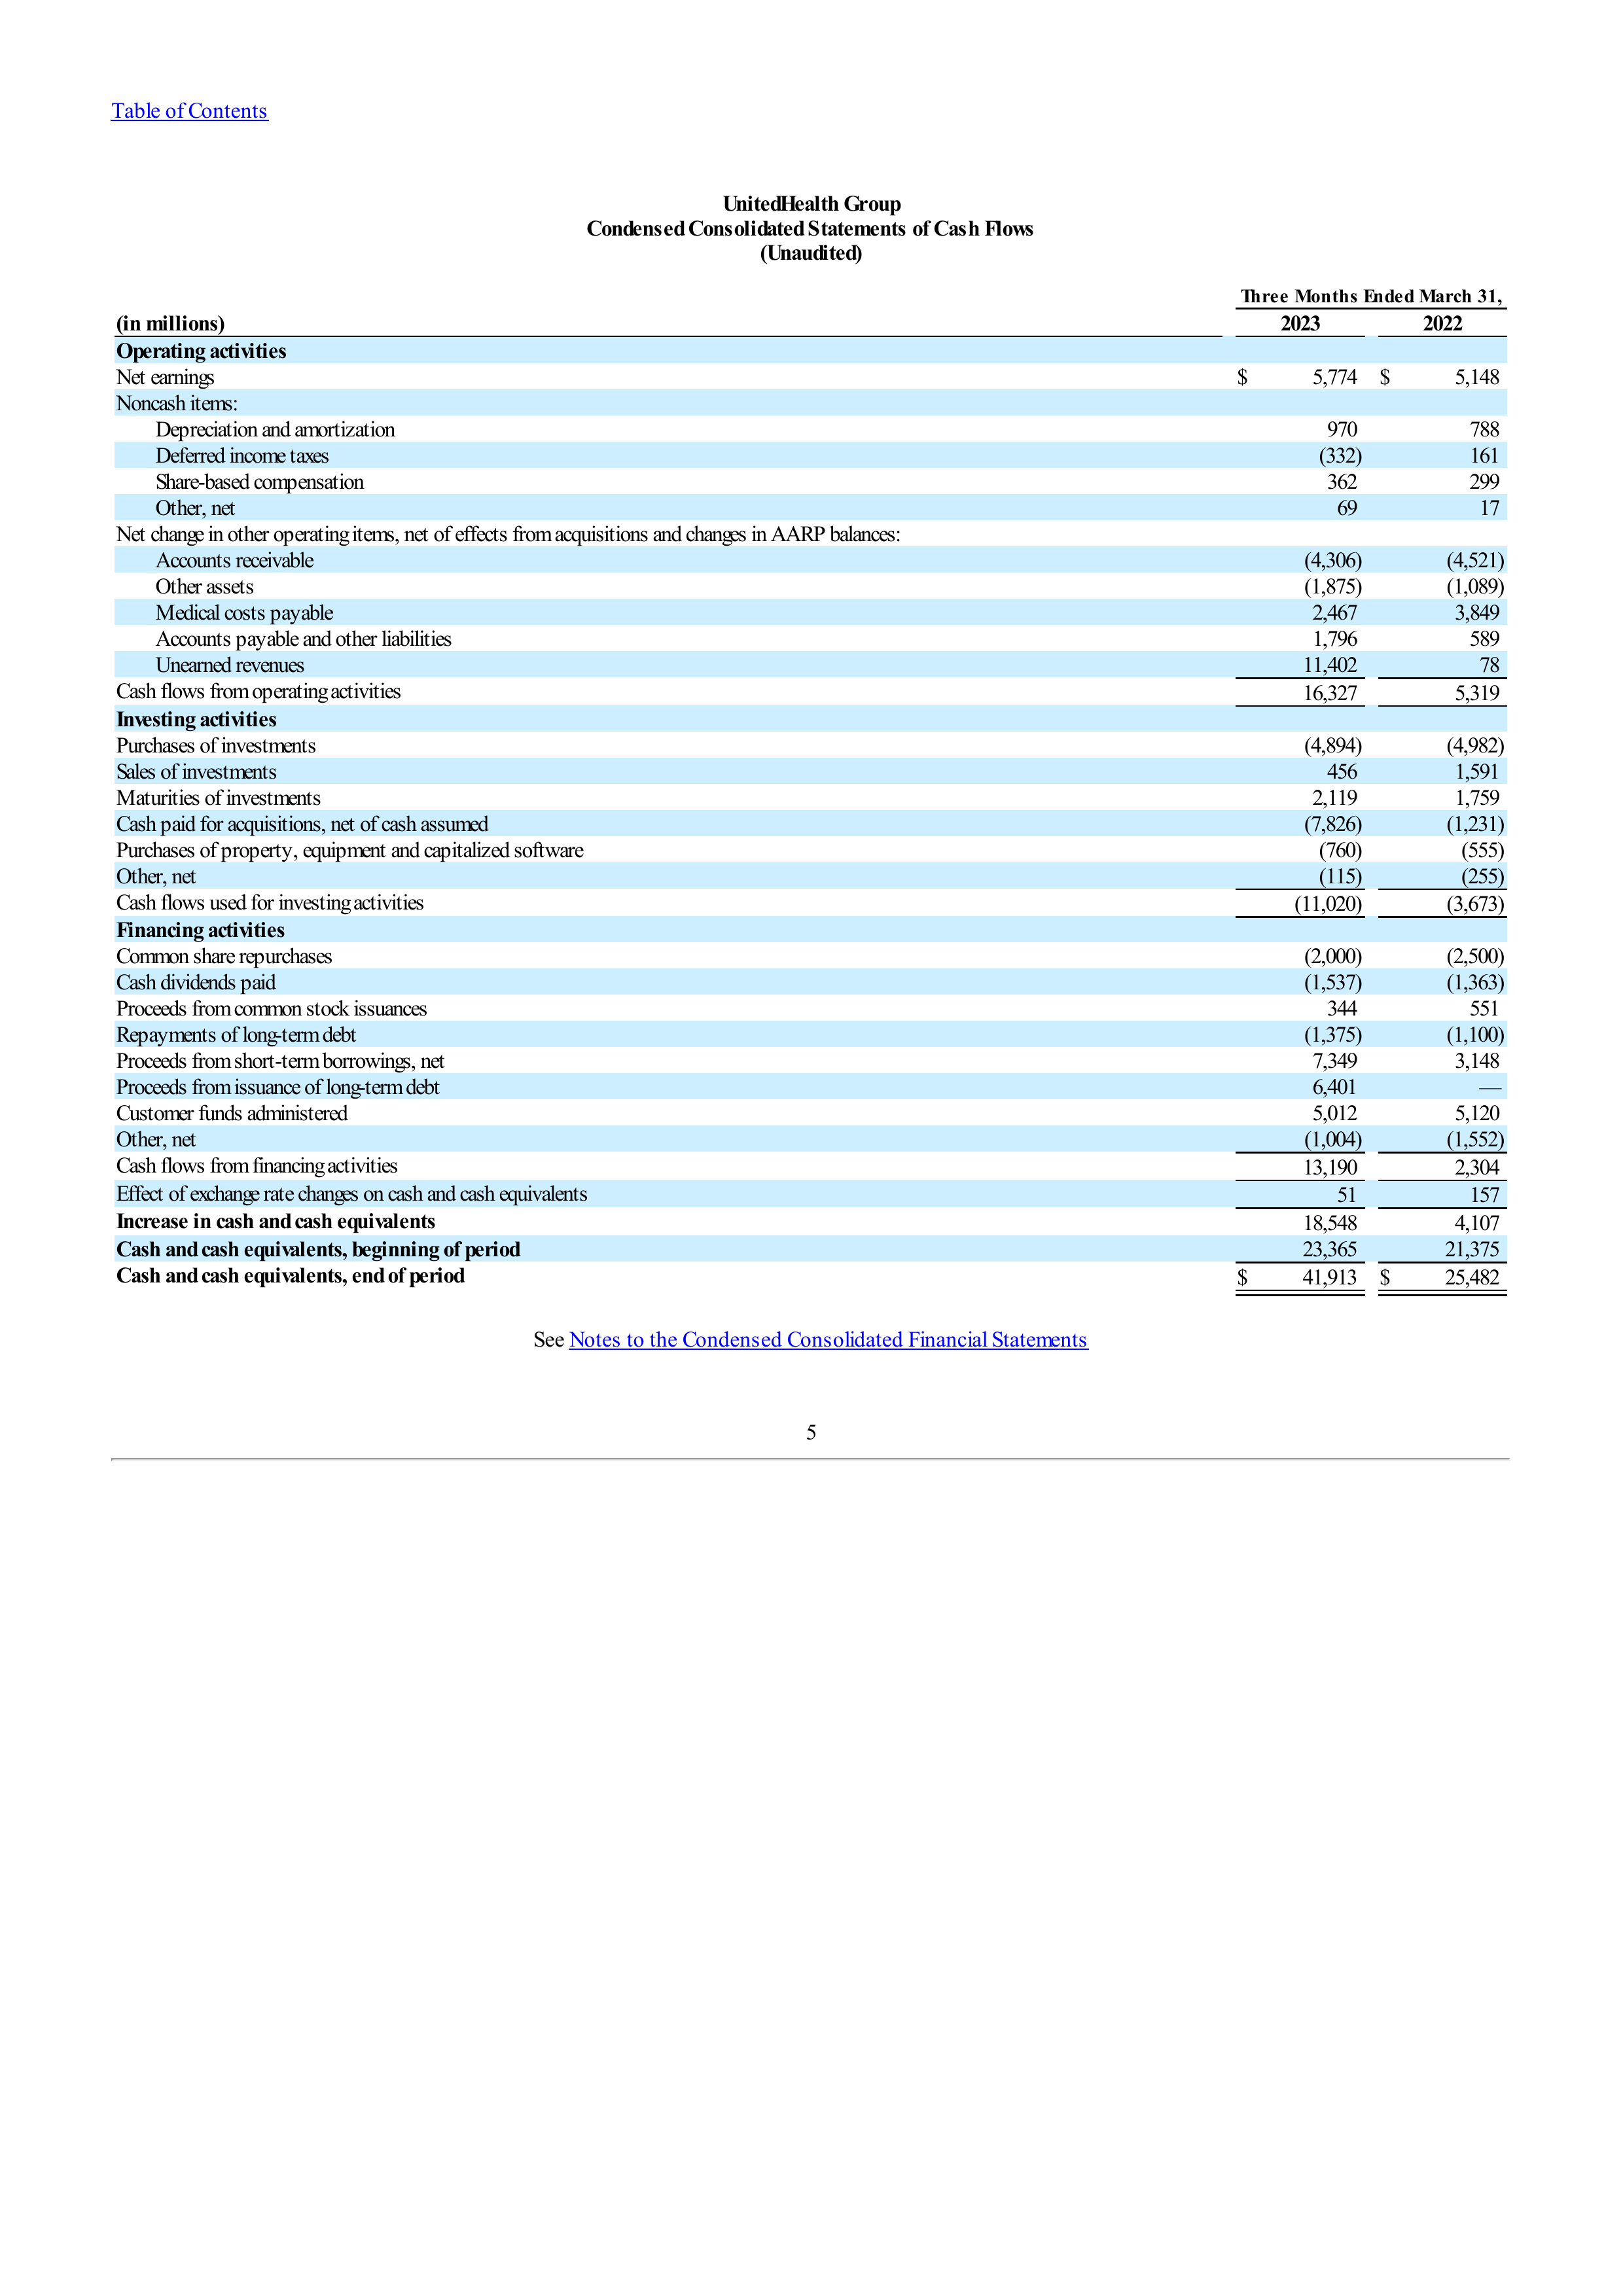 Table of Contents
UnitedHealth Group
Condensed Consolidated Statements of Cash Flows
(Unaudited)
Three Months Ended March 31,
(in millions) 2023 2022
Operating activities
Net earnings $ 5,774 $ 5,148
Noncash items:
Depreciation and amortization 970 788
Deferred income taxes (332) 161
Share-based compensation 362 299
Other, net 69 17
Net change in other operating items, net of effects from acquisitions and changes in AARP balances:
Accounts receivable (4,306) (4,521)
Other assets (1,875) (1,089)
Medical costs payable 2,467 3,849
Accounts payable and other liabilities 1,796 589
Unearned revenues 11,402 78
Cash flows from operating activities 16,327 5,319
Investing activities
Purchases of investments (4,894) (4,982)
Sales of investments 456 1,591
Maturities of investments 2,119 1,759
Cash paid for acquisitions, net of cash assumed (7,826) (1,231)
Purchases of property, equipment and capitalized software (760) (555)
Other, net (115) (255)
Cash flows used for investing activities (11,020) (3,673)
Financing activities
Common share repurchases (2,000) (2,500)
Cash dividends paid (1,537) (1,363)
Proceeds from common stock issuances 344 551
Repayments of long-term debt (1,375) (1,100)
Proceeds from short-term borrowings, net 7,349 3,148
Proceeds from issuance of long-term debt 6,401 —
Customer funds administered 5,012 5,120
Other, net (1,004) (1,552)
Cash flows from financing activities 13,190 2,304
Effect of exchange rate changes on cash and cash equivalents 51 157
Increase in cash and cash equivalents 18,548 4,107
Cash and cash equivalents, beginning of period 23,365 21,375
Cash and cash equivalents, end of period $ 41,913 $ 25,482
See Notes to the Condensed Consolidated Financial Statements
5